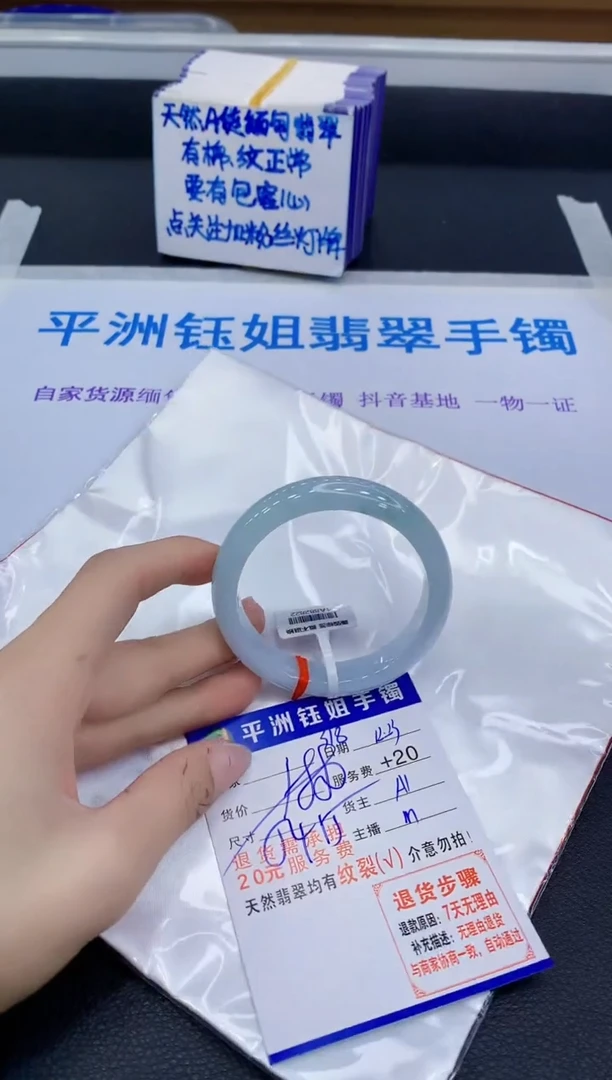 天然A货缅甸翡翠
有棉、纹正常
要有包容心
点关注加粉丝灯牌
平洲钰姐翡翠手镯
自家货源缅
镯 抖音基地 一物一证
平洲钰姐手镯
日期
服务费 +20
货价
货主 A1
尺寸
主播 m
退货需承担
20元服务费
天然翡翠均有纹裂(√)介意勿拍!
退货步骤
退款原因:7天无理由
补充描述:无理由退货
与商家协商一致,自动通过